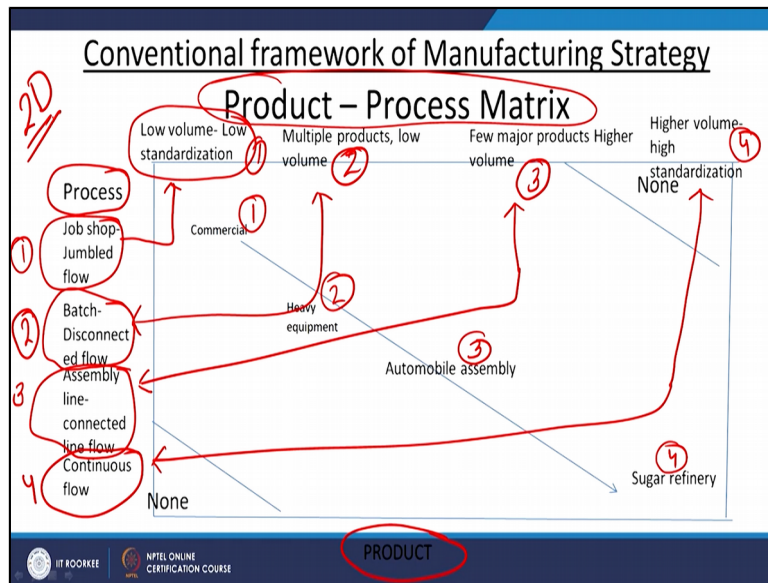 Conventional framework of Manufacturing Strategy
2D
Product – Process Matrix
Low volume- Low
standardization
1
Multiple products, low
volume
2
Few major products Higher
volume
3
Higher volume-
high
standardization
4
None
Process
1
Job shop-
Jumbled
flow
Commercial
1
2
Batch-
Disconnect
ed flow
Heavy
equipment
2
3
Assembly
line-
connected
line flow
Automobile assembly
3
4
Continuous
flow
None
Sugar refinery
4
PRODUCT
IIT ROORKEE
NPTEL ONLINE
CERTIFICATION COURSE